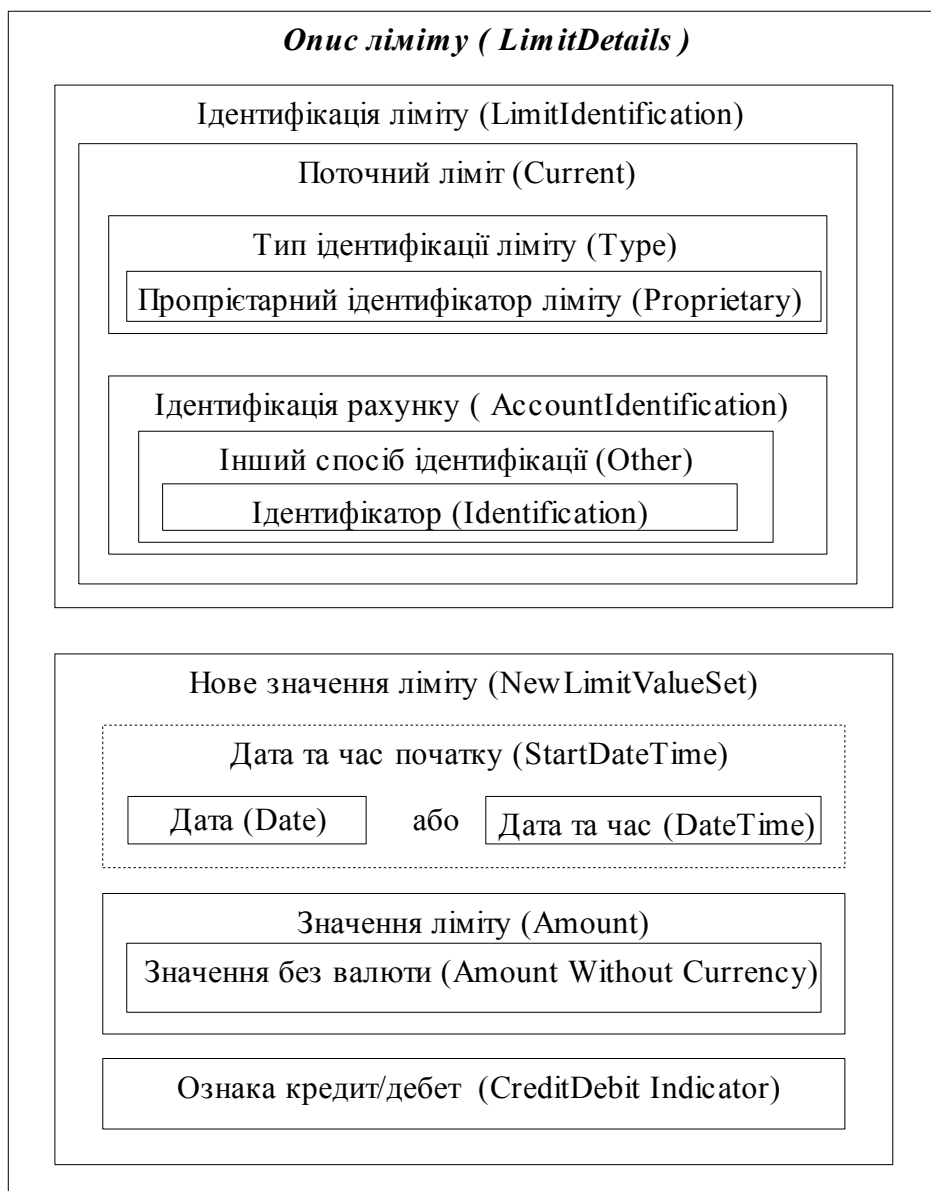 Опис ліміту ( LimitDetails )
Ідентифікація ліміту (LimitIdentification)
Поточний ліміт (Current)
Тип ідентифікації ліміту (Type)
Пропрієтарний ідентифікатор ліміту (Proprietary)
Ідентифікація рахунку ( AccountIdentification)
Інший спосіб ідентифікації (Other)
Ідентифікатор (Identification)
Нове значення ліміту (NewLimitValueSet)
Дата та час початку (StartDateTime)
Дата (Date) або Дата та час (DateTime)
Значення ліміту (Amount)
Значення без валюти (Amount Without Currency)
Ознака кредит/дебет (CreditDebit Indicator)